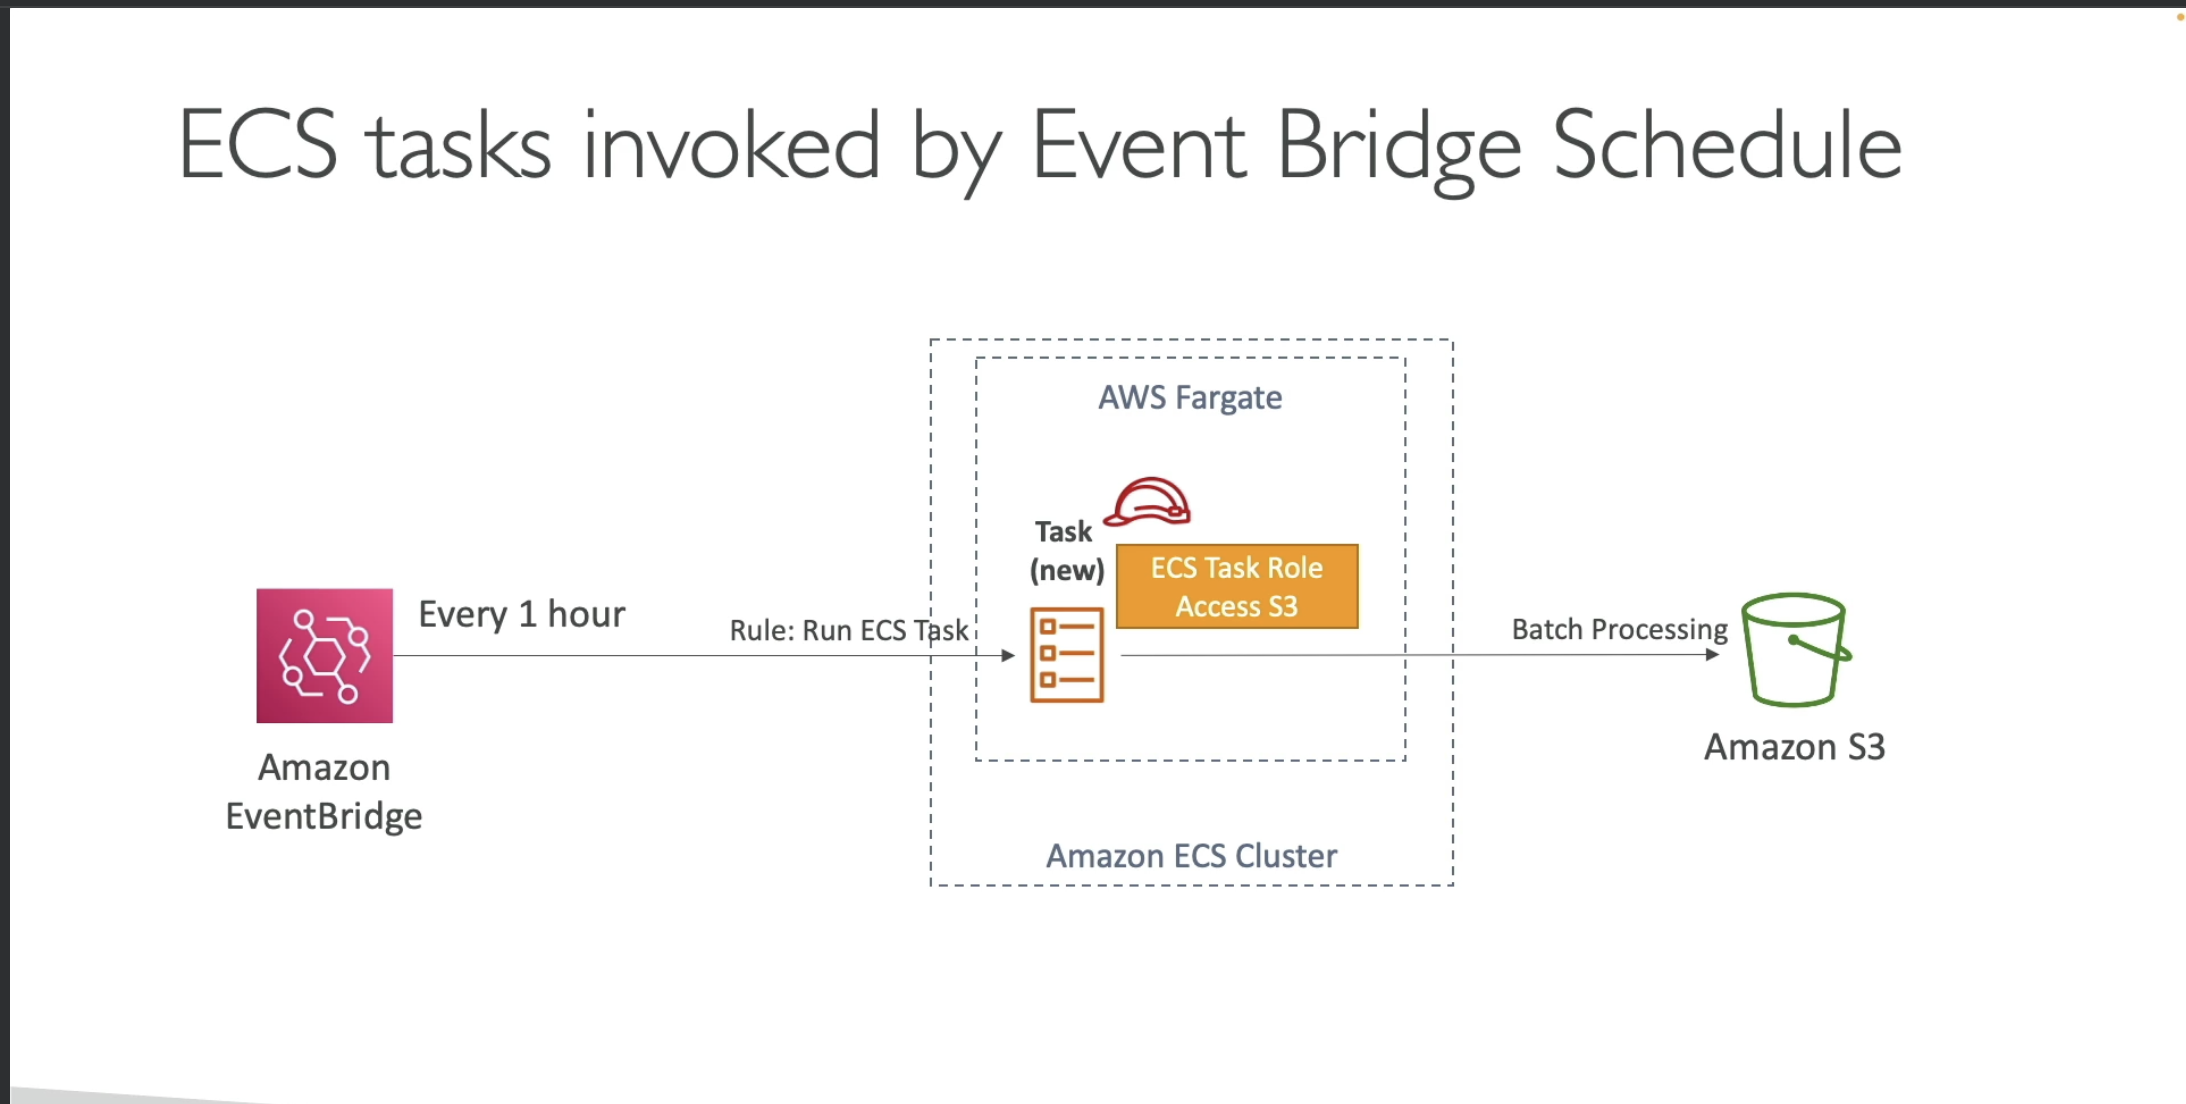 ECS tasks invoked by Event Bridge Schedule
AWS Fargate
Task
(new)
ECS Task Role
Access S3
Every 1 hour
Rule: Run ECS Task
Batch Processing
Amazon
EventBridge
Amazon S3
Amazon ECS Cluster